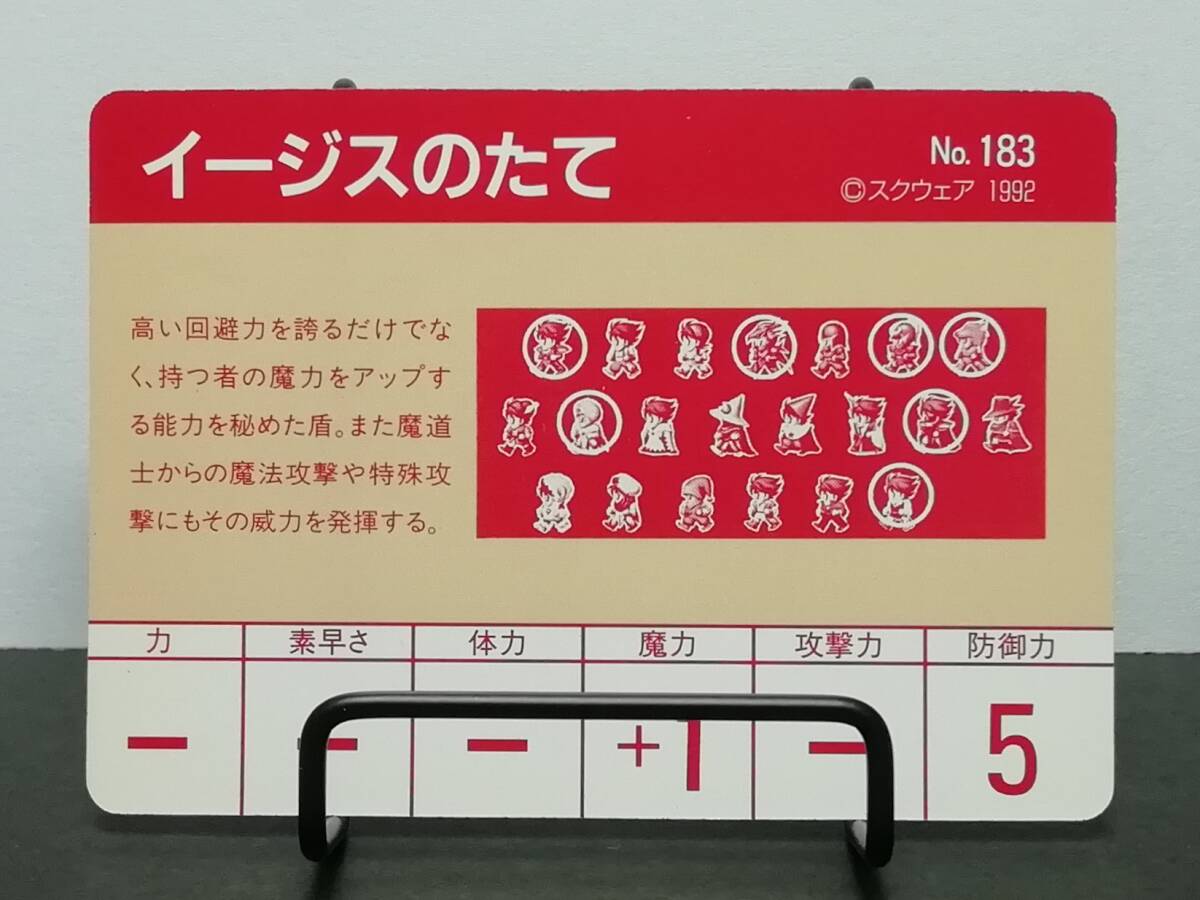 イージスのたて
No. 183
©スクウェア 1992
高い回避力を誇るだけでな
く、持つ者の魔力をアップす
る能力を秘めた盾。また魔道
士からの魔法攻撃や特殊攻
撃にもその威力を発揮する。
力 素早さ 体力 魔力 攻撃力 防御力
− − − +1 − 5